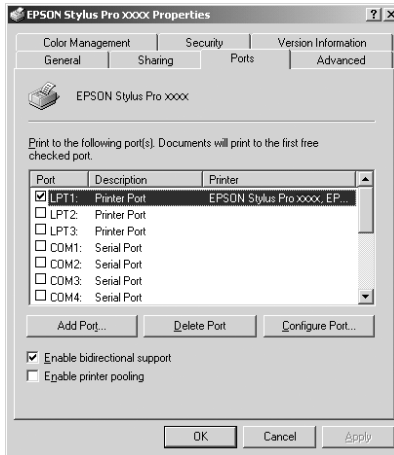 EPSON Stylus Pro XXXX Properties
Color Management Security Version Information
General Sharing Ports Advanced
EPSON Stylus Pro XXXX
Print to the following port(s). Documents will print to the first free
checked port.
Port Description Printer
LPT1: Printer Port EPSON Stylus Pro XXXX, EP...
LPT2: Printer Port
LPT3: Printer Port
COM1: Serial Port
COM2: Serial Port
COM3: Serial Port
COM4: Serial Port
Add Port... Delete Port Configure Port...
Enable bidirectional support
Enable printer pooling
OK Cancel Apply